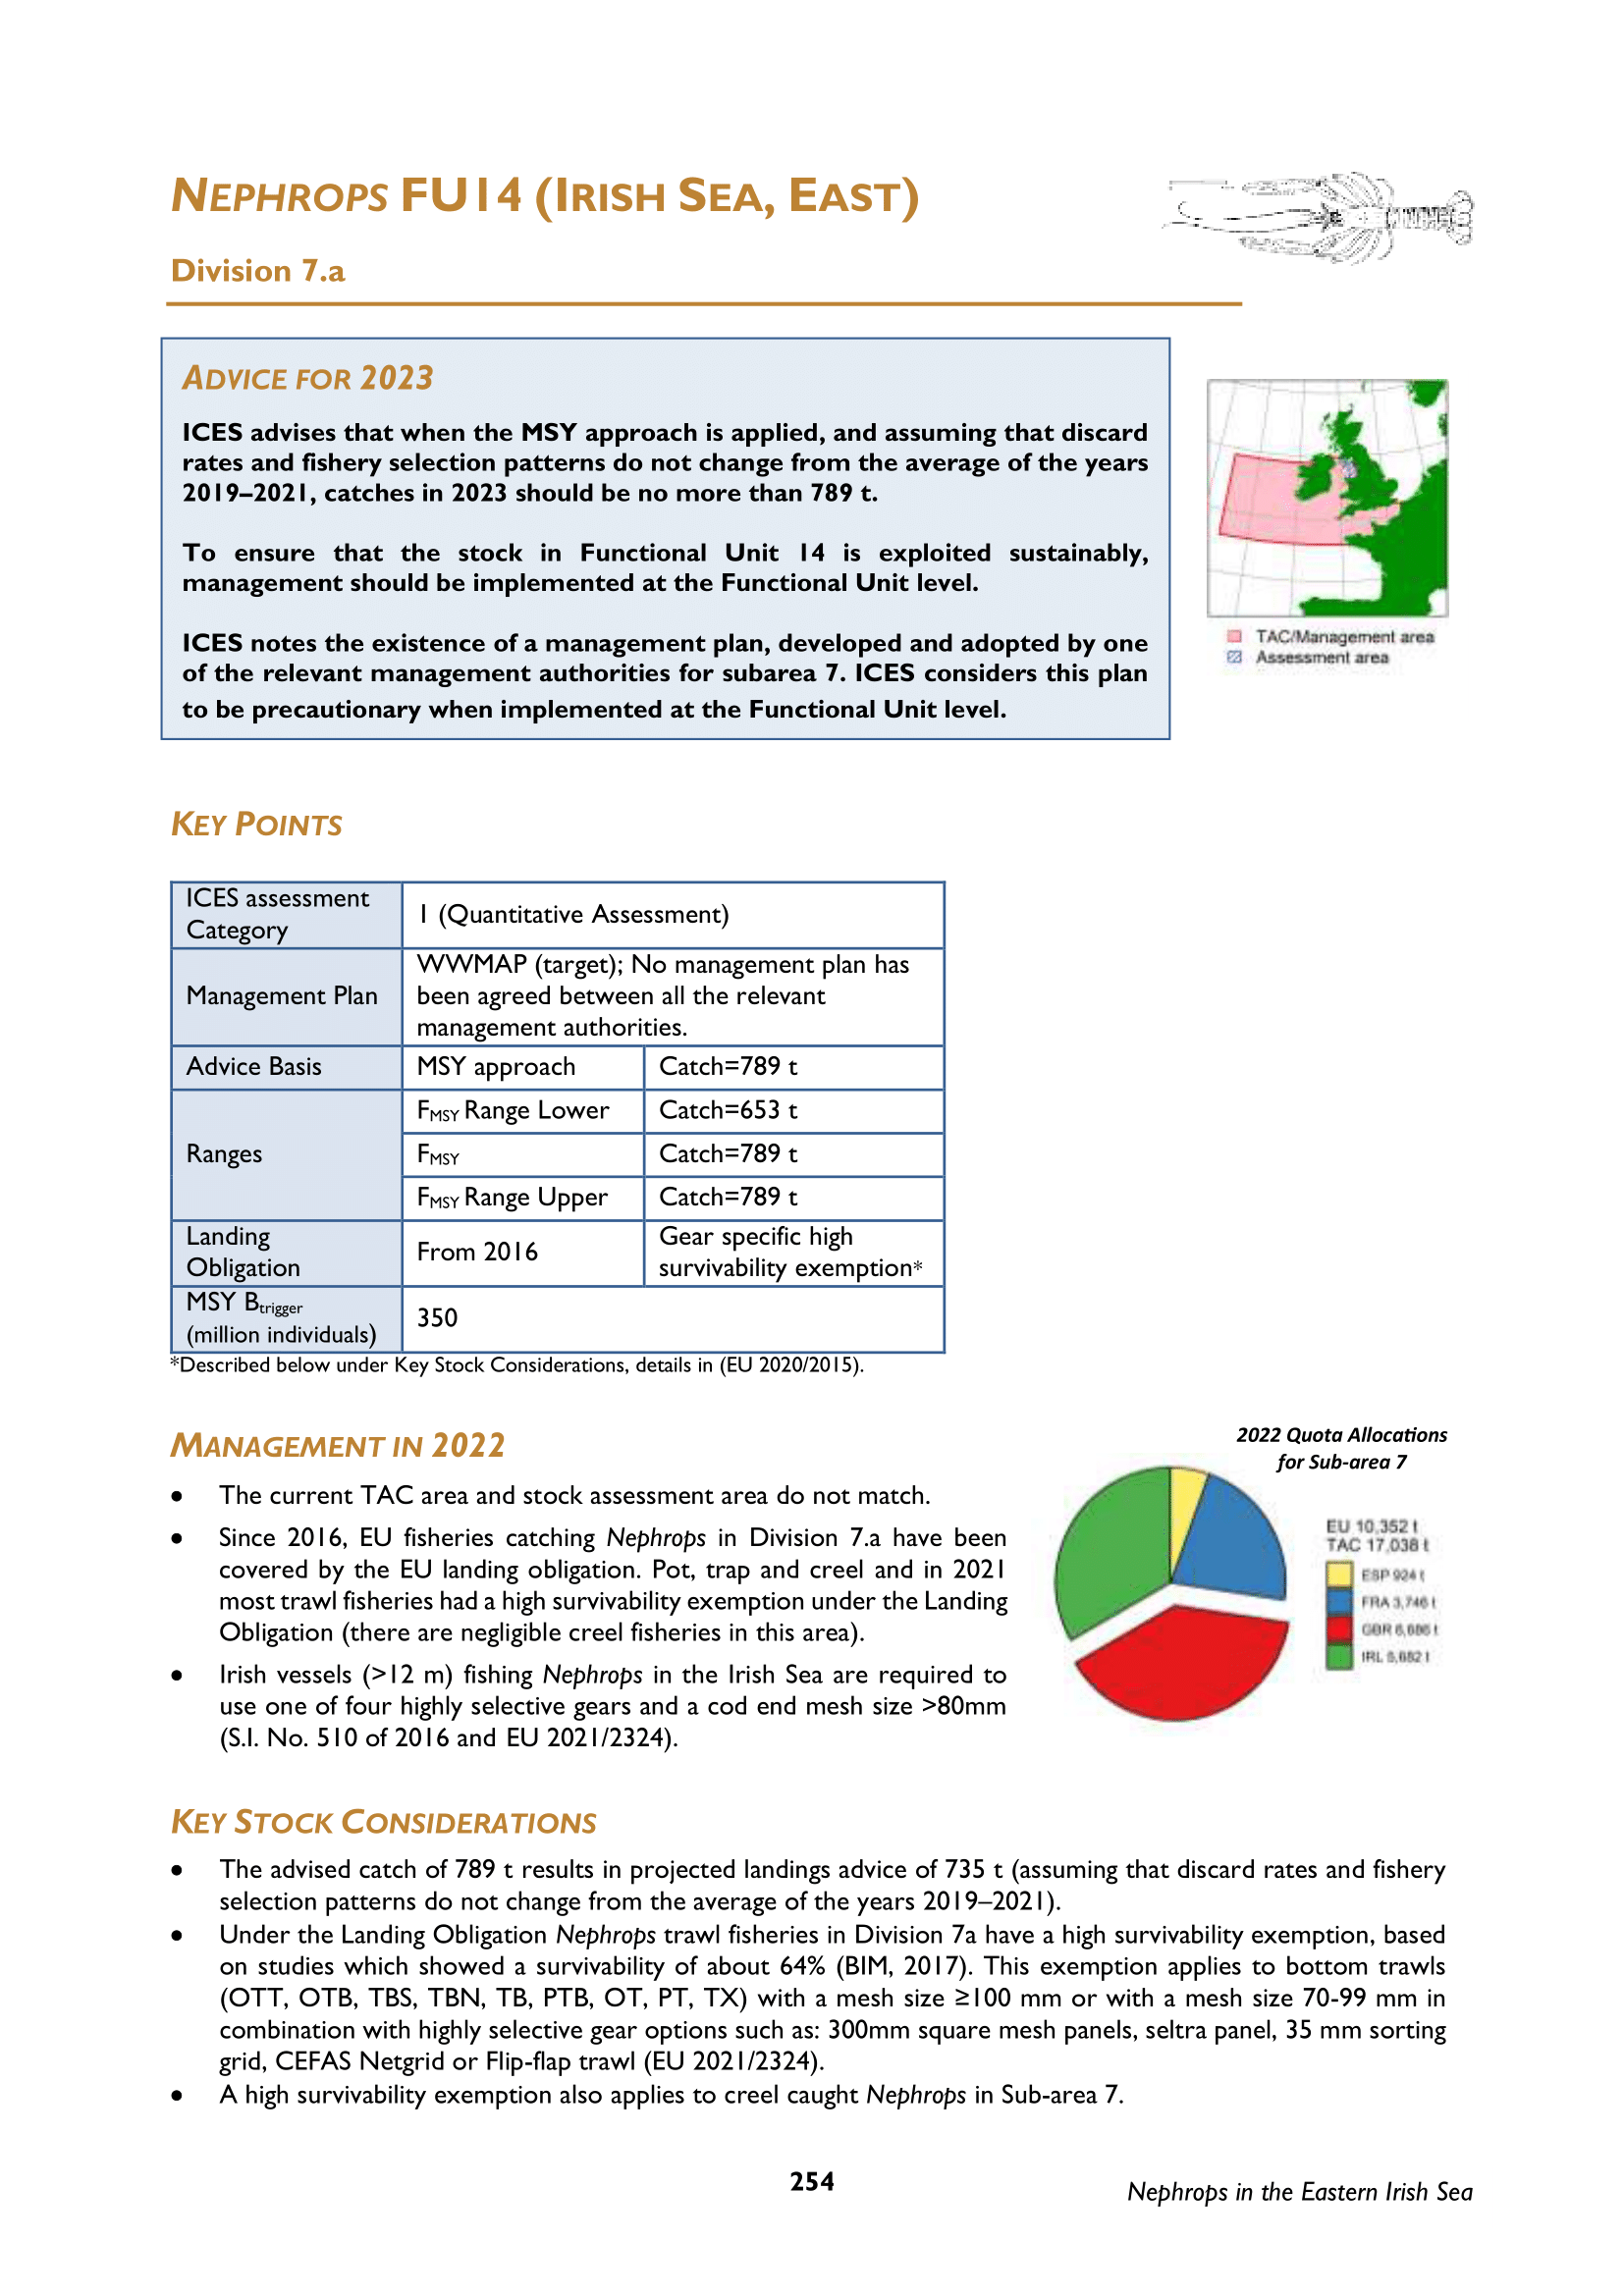 NEPHROPS FU14 (IRISH SEA, EAST)
Division 7.a
ADVICE FOR 2023
ICES advises that when the MSY approach is applied, and assuming that discard
rates and fishery selection patterns do not change from the average of the years
2019–2021, catches in 2023 should be no more than 789 t.
To ensure that the stock in Functional Unit 14 is exploited sustainably,
management should be implemented at the Functional Unit level.
ICES notes the existence of a management plan, developed and adopted by one
of the relevant management authorities for subarea 7. ICES considers this plan
to be precautionary when implemented at the Functional Unit level.
TAC/Management area
Assessment area
KEY POINTS
ICES assessment
Category
1 (Quantitative Assessment)
Management Plan
WWMAP (target); No management plan has
been agreed between all the relevant
management authorities.
Advice Basis
MSY approach
Catch=789 t
Ranges
FMSY Range Lower
Catch=653 t
FMSY
Catch=789 t
FMSY Range Upper
Catch=789 t
Landing
Obligation
From 2016
Gear specific high
survivability exemption*
MSY Btrigger
(million individuals)
350
*Described below under Key Stock Considerations, details in (EU 2020/2015).
MANAGEMENT IN 2022
• The current TAC area and stock assessment area do not match.
• Since 2016, EU fisheries catching Nephrops in Division 7.a have been
covered by the EU landing obligation. Pot, trap and creel and in 2021
most trawl fisheries had a high survivability exemption under the Landing
Obligation (there are negligible creel fisheries in this area).
• Irish vessels (>12 m) fishing Nephrops in the Irish Sea are required to
use one of four highly selective gears and a cod end mesh size >80mm
(S.I. No. 510 of 2016 and EU 2021/2324).
2022 Quota Allocations
for Sub-area 7
EU 10,352 t
TAC 17,038 t
ESP 924 t
FRA 3,746 t
GBR 6,686 t
IRL 5,682 t
KEY STOCK CONSIDERATIONS
• The advised catch of 789 t results in projected landings advice of 735 t (assuming that discard rates and fishery
selection patterns do not change from the average of the years 2019–2021).
• Under the Landing Obligation Nephrops trawl fisheries in Division 7a have a high survivability exemption, based
on studies which showed a survivability of about 64% (BIM, 2017). This exemption applies to bottom trawls
(OTT, OTB, TBS, TBN, TB, PTB, OT, PT, TX) with a mesh size ≥100 mm or with a mesh size 70-99 mm in
combination with highly selective gear options such as: 300mm square mesh panels, seltra panel, 35 mm sorting
grid, CEFAS Netgrid or Flip-flap trawl (EU 2021/2324).
• A high survivability exemption also applies to creel caught Nephrops in Sub-area 7.
254
Nephrops in the Eastern Irish Sea